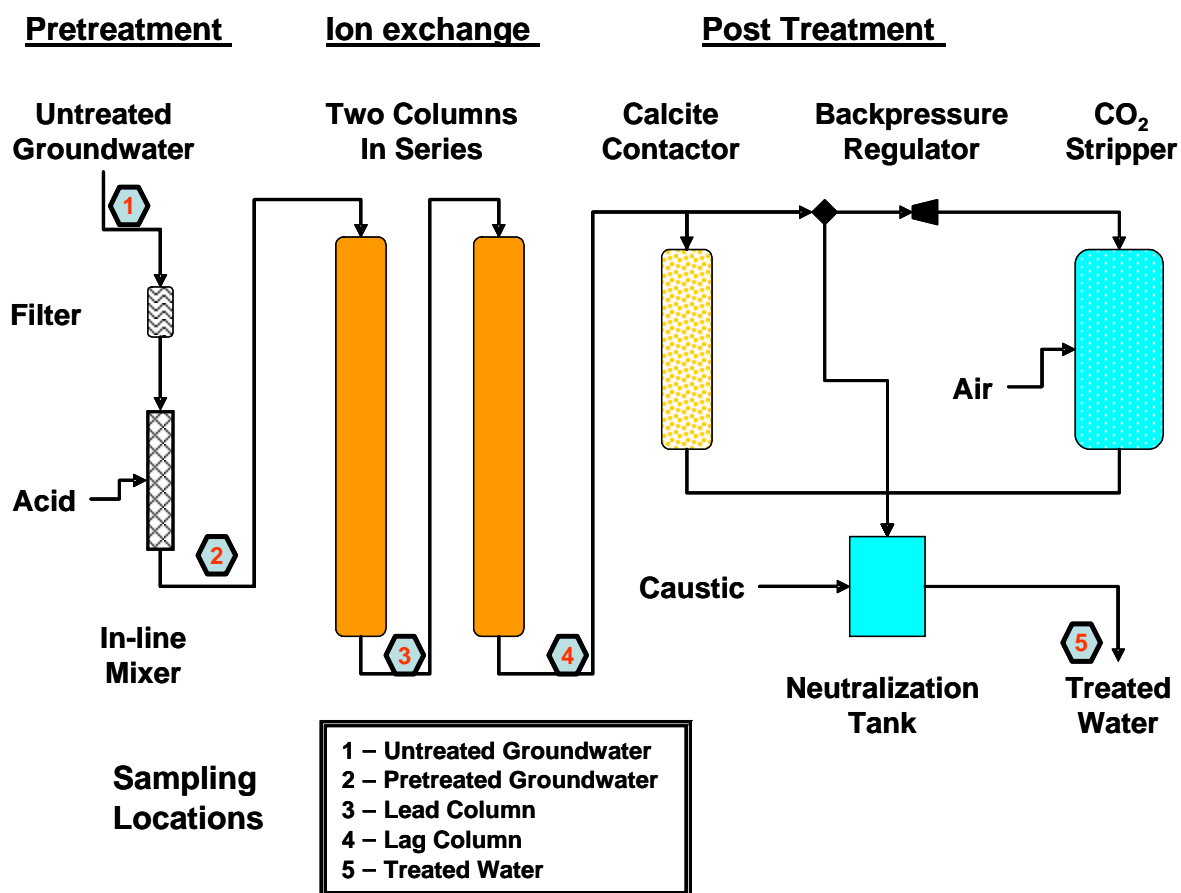 Pretreatment
Ion exchange
Post Treatment
Untreated
Groundwater
Two Columns
In Series
Calcite
Contactor
Backpressure
Regulator
CO₂
Stripper
1
Filter
Acid
2
In-line
Mixer
3
4
Air
Caustic
Neutralization
Tank
5
Treated
Water
Sampling
Locations
1 – Untreated Groundwater
2 – Pretreated Groundwater
3 – Lead Column
4 – Lag Column
5 – Treated Water